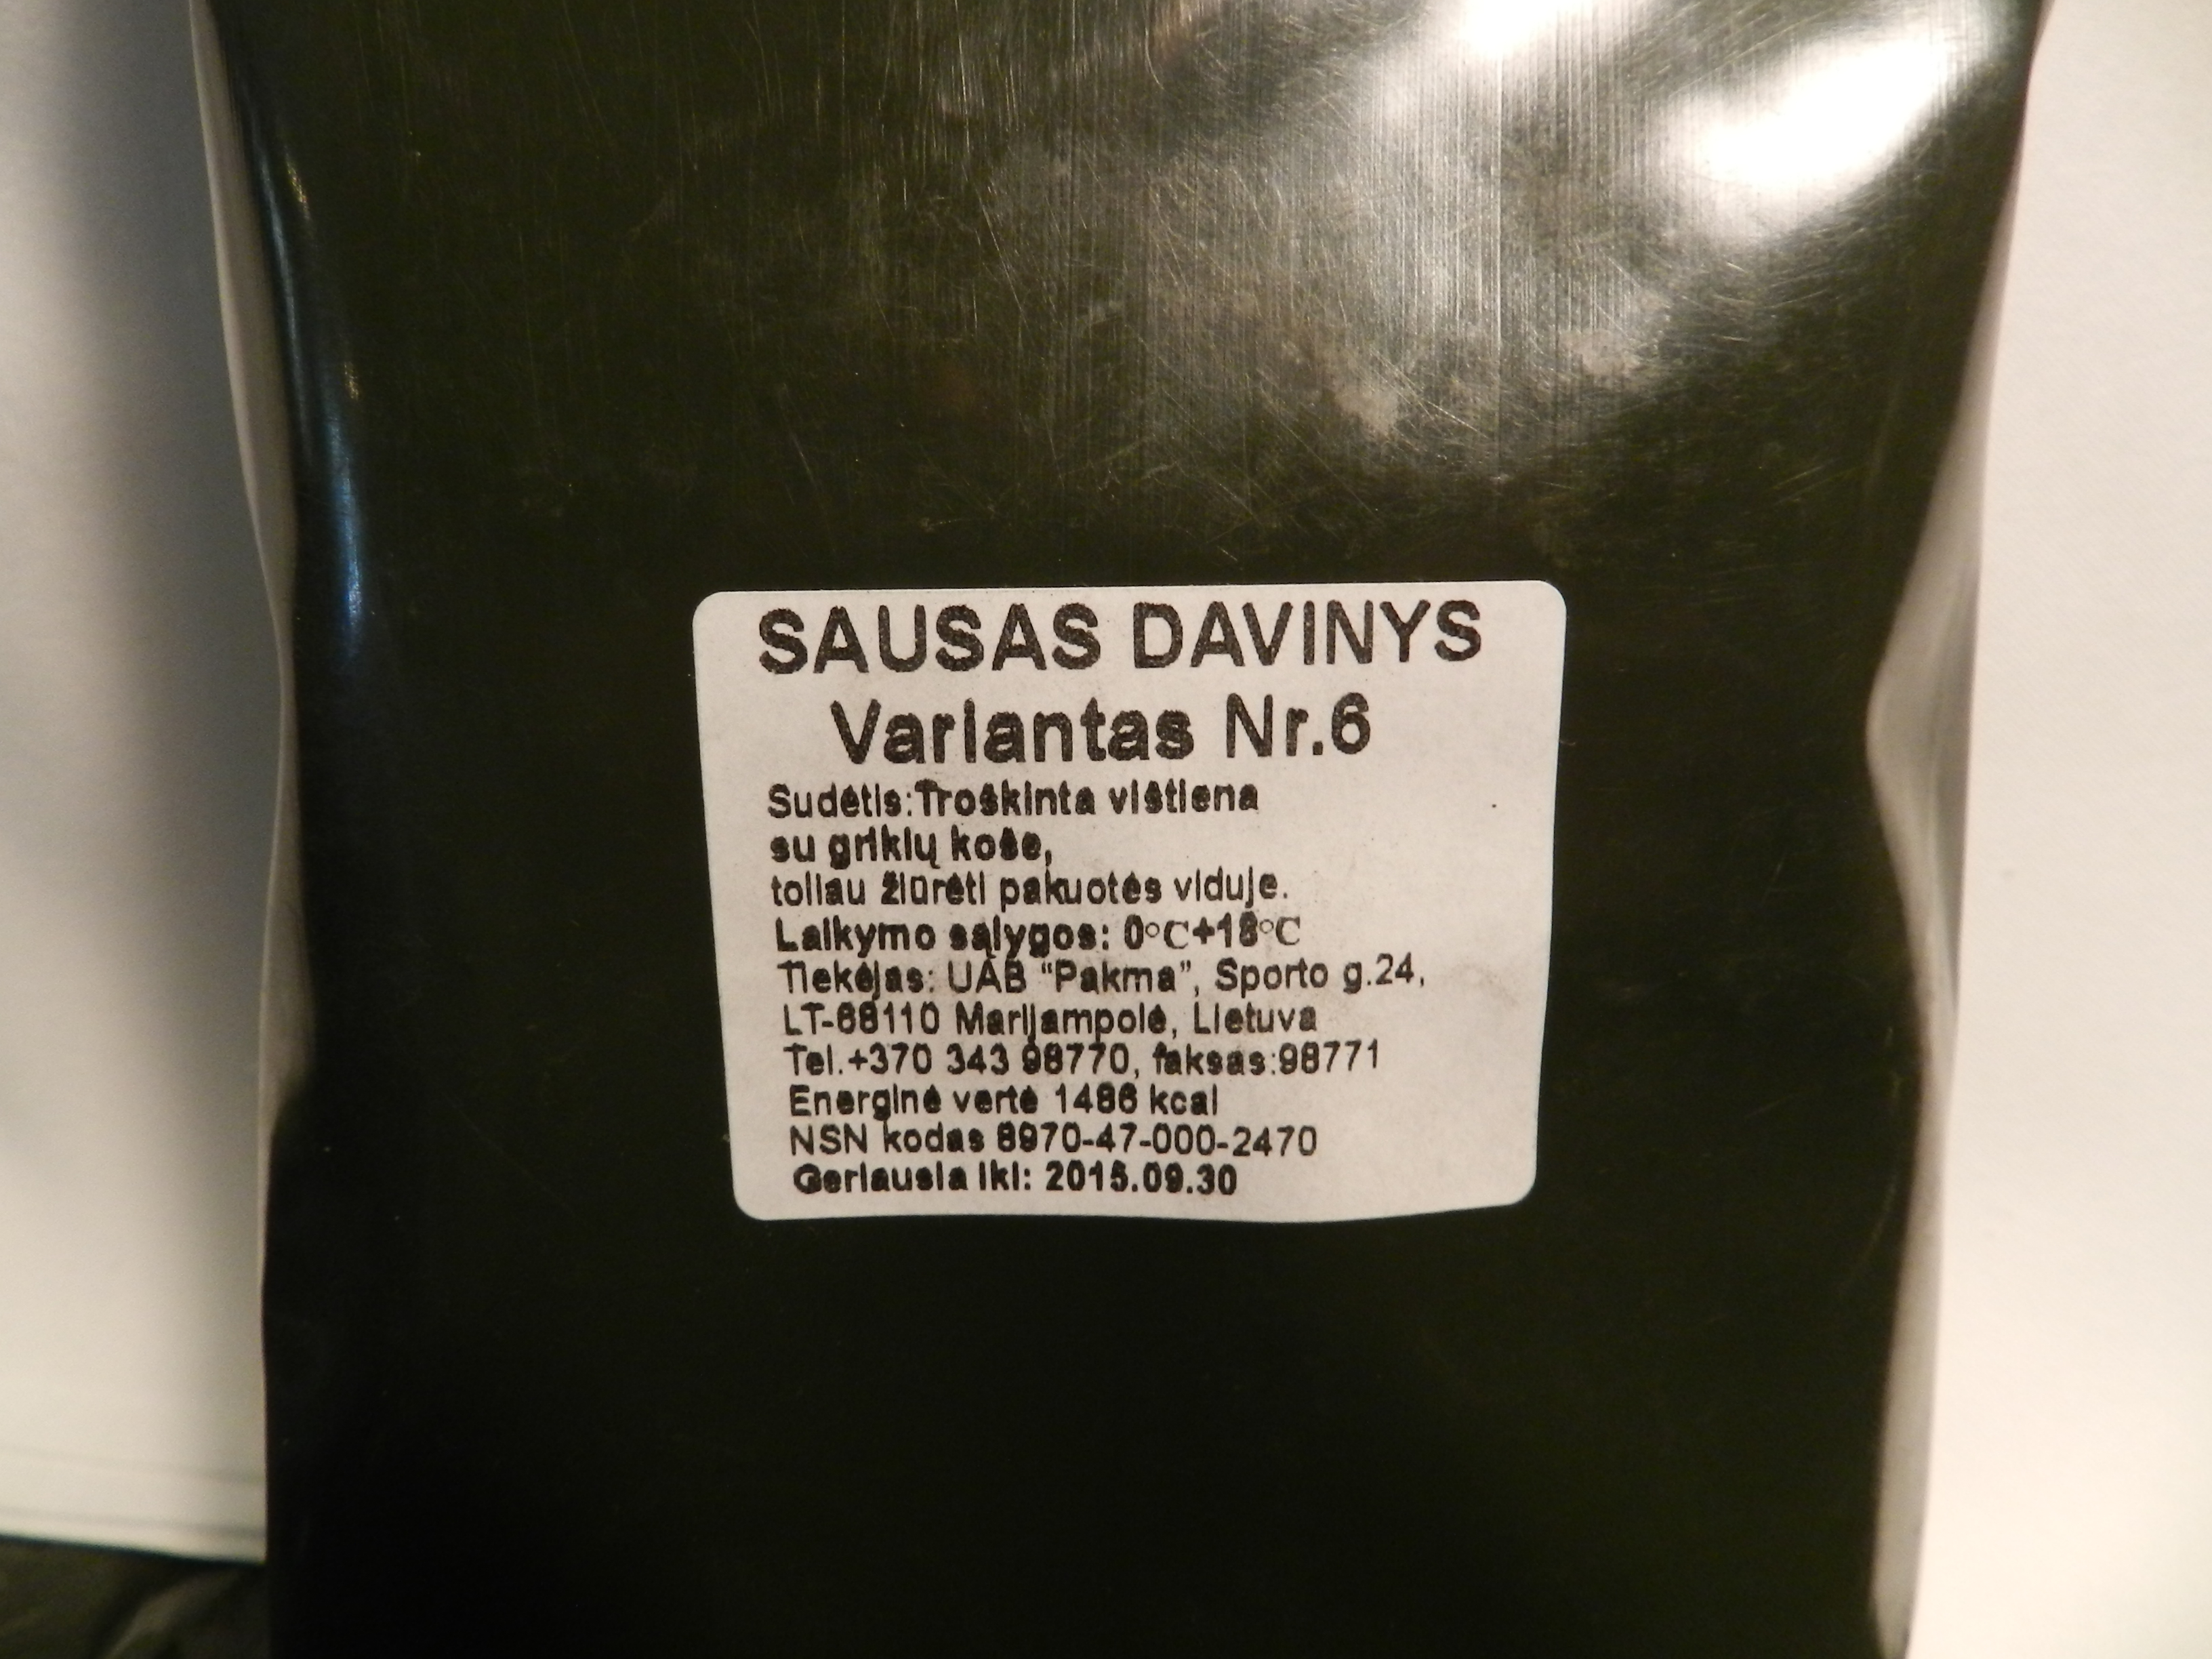 SAUSAS DAVINYS
Variantas Nr.6
Sudėtis:Troškinta vištiena
su grikių koše,
toliau žiūrėti pakuotės viduje.
Laikymo sąlygos: 0°C+18°C
Tiekėjas: UAB “Pakma”, Sporto g.24,
LT-68110 Marijampolė, Lietuva
Tel.+370 343 98770, faksas:98771
Energinė vertė 1486 kcal
NSN kodas 8970-47-000-2470
Geriausia iki: 2015.09.30